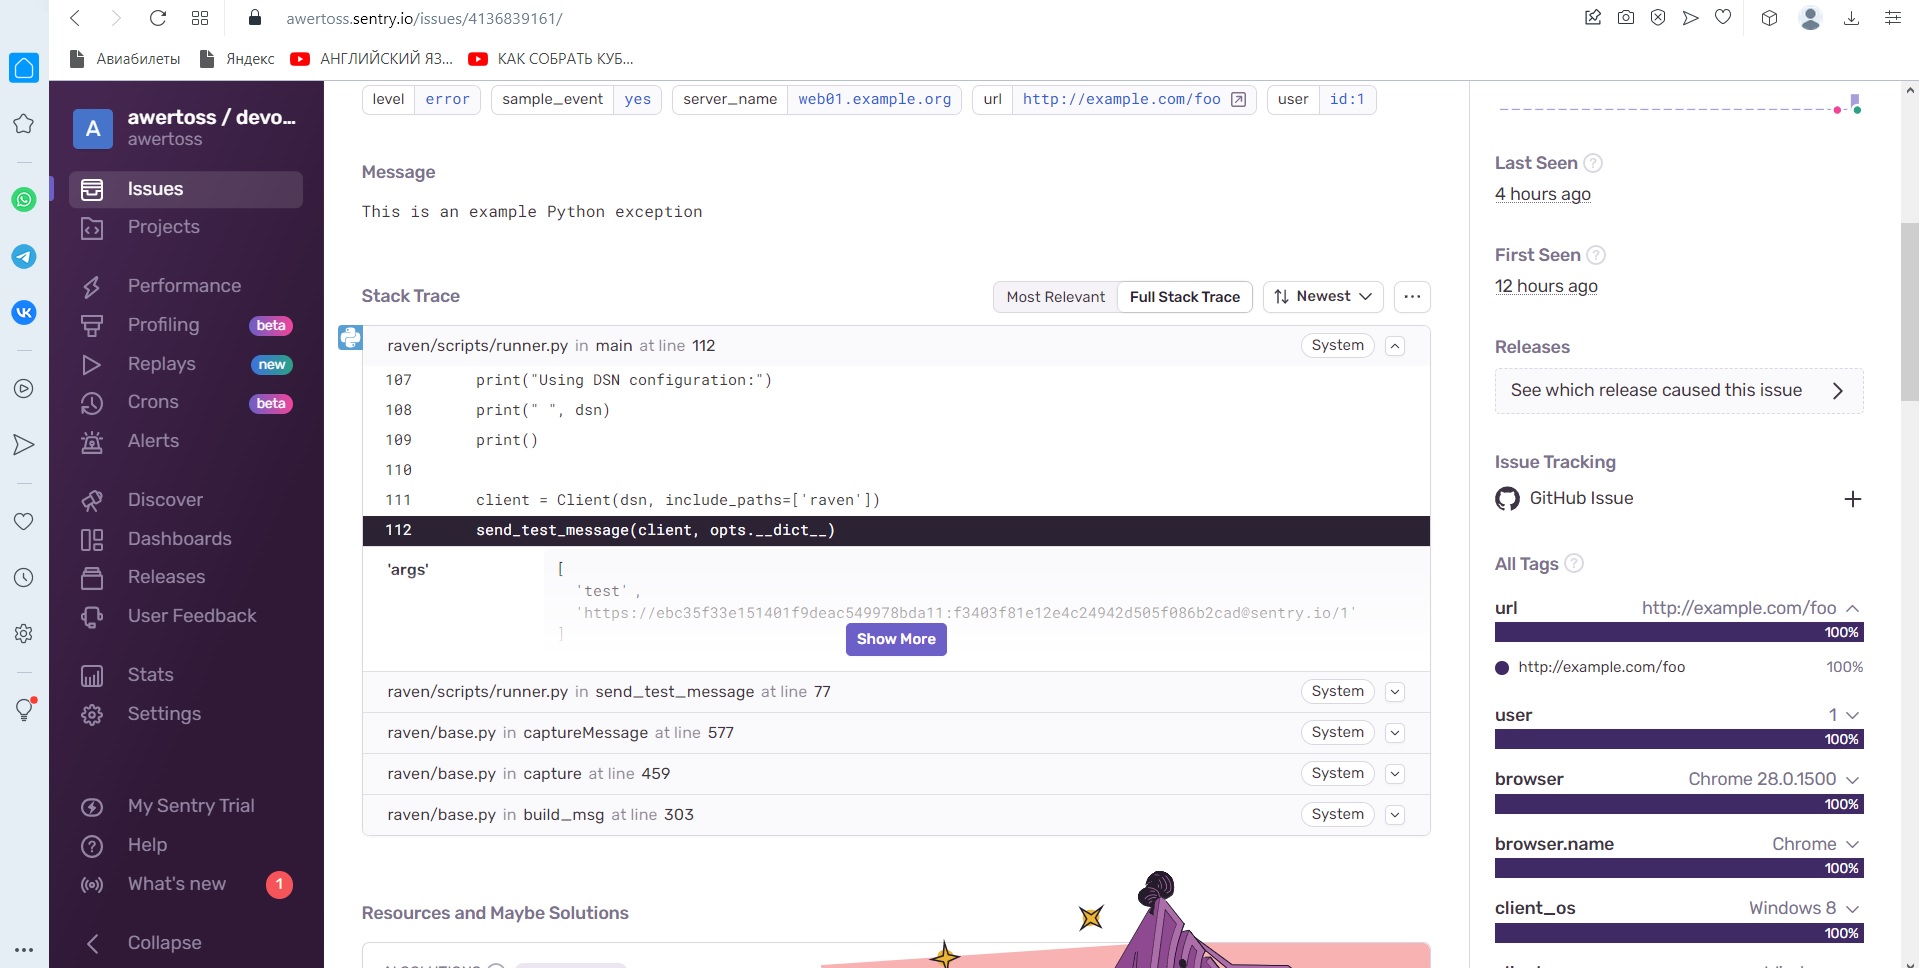 awertoss.sentry.io/issues/4136839161/
Авиабилеты Яндекс АНГЛИЙСКИЙ ЯЗ... КАК СОБРАТЬ КУБ...
A
awertoss / devo...
awertoss
Issues
Projects
Performance
Profiling beta
Replays new
Crons beta
Alerts
Discover
Dashboards
Releases
User Feedback
Stats
Settings
My Sentry Trial
Help
What's new 1
Collapse
level error sample_event yes server_name web01.example.org url http://example.com/foo user id:1
Message
This is an example Python exception
Stack Trace Most Relevant Full Stack Trace Newest
raven/scripts/runner.py in main at line 112 System
107 print("Using DSN configuration:")
108 print(" ", dsn)
109 print()
110
111 client = Client(dsn, include_paths=['raven'])
112 send_test_message(client, opts.__dict__)
'args' [
'test',
'https://ebc35f33e151401f9deac549978bda11:f3403f81e12e4c24942d505f086b2cad@sentry.io/1'
]
Show More
raven/scripts/runner.py in send_test_message at line 77 System
raven/base.py in captureMessage at line 577 System
raven/base.py in capture at line 459 System
raven/base.py in build_msg at line 303 System
Resources and Maybe Solutions
Last Seen ?
4 hours ago
First Seen ?
12 hours ago
Releases
See which release caused this issue
Issue Tracking
GitHub Issue
All Tags ?
url http://example.com/foo
100%
http://example.com/foo 100%
user 1
100%
browser Chrome 28.0.1500
100%
browser.name Chrome
100%
client_os Windows 8
100%